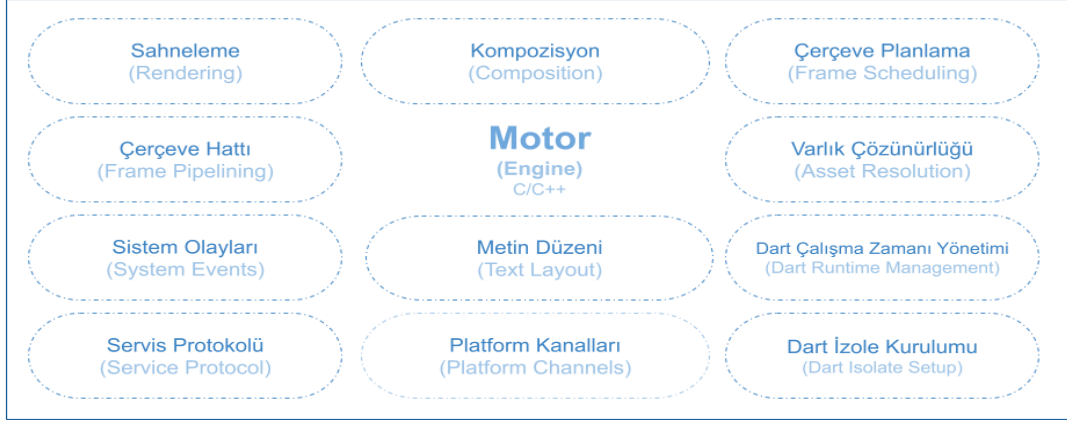 Sahneleme
(Rendering)
Kompozisyon
(Composition)
Çerçeve Planlama
(Frame Scheduling)
Çerçeve Hattı
(Frame Pipelining)
Motor
(Engine)
C/C++
Varlık Çözünürlüğü
(Asset Resolution)
Sistem Olayları
(System Events)
Metin Düzeni
(Text Layout)
Dart Çalışma Zamanı Yönetimi
(Dart Runtime Management)
Servis Protokolü
(Service Protocol)
Platform Kanalları
(Platform Channels)
Dart İzole Kurulumu
(Dart Isolate Setup)